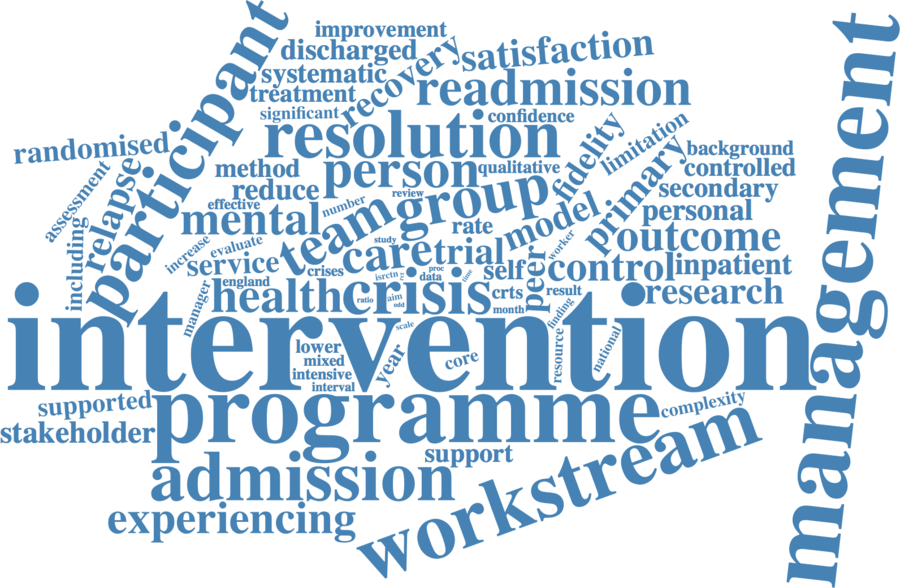 improvement
discharged
systematic
treatment
recovery
satisfaction
readmission
significant
confidence
participant
management
randomised
resolution
fidelity
limitation
background
assessment
relapse
method
person
qualitative
controlled
reduce
primary
secondary
effective
review
group
personal
including
mental
number
team
rate
model
outcome
increase
evaluate
study
care
trial
worker
service
crises
isrctn
proc
data
time
self
peer
control
inpatient
england
manager
health
crisis
ratio
aim
odd
crts
month
result
research
finding
intervention
scale
lower
mixed
intensive
interval
year
core
resource
national
supported
stakeholder
programme
complexity
support
admission
workstream
experiencing